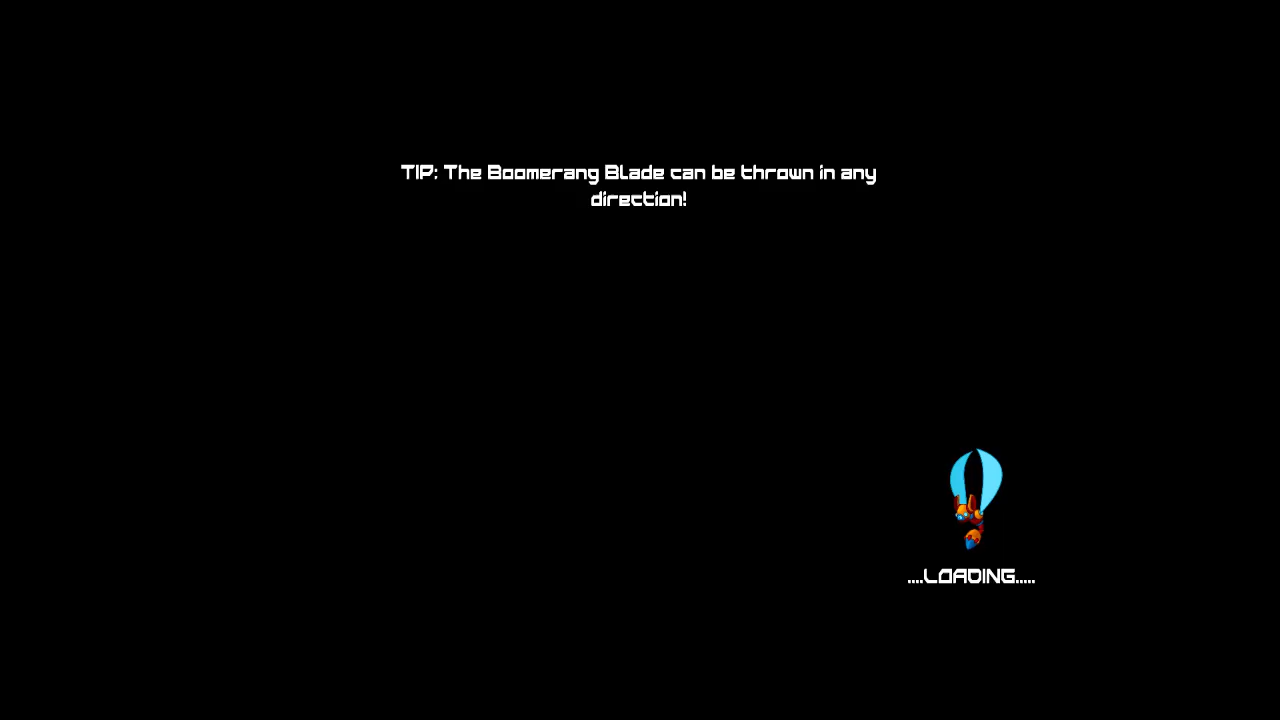 TIP: The Boomerang Blade can be thrown in any
direction!
....LOADING.....